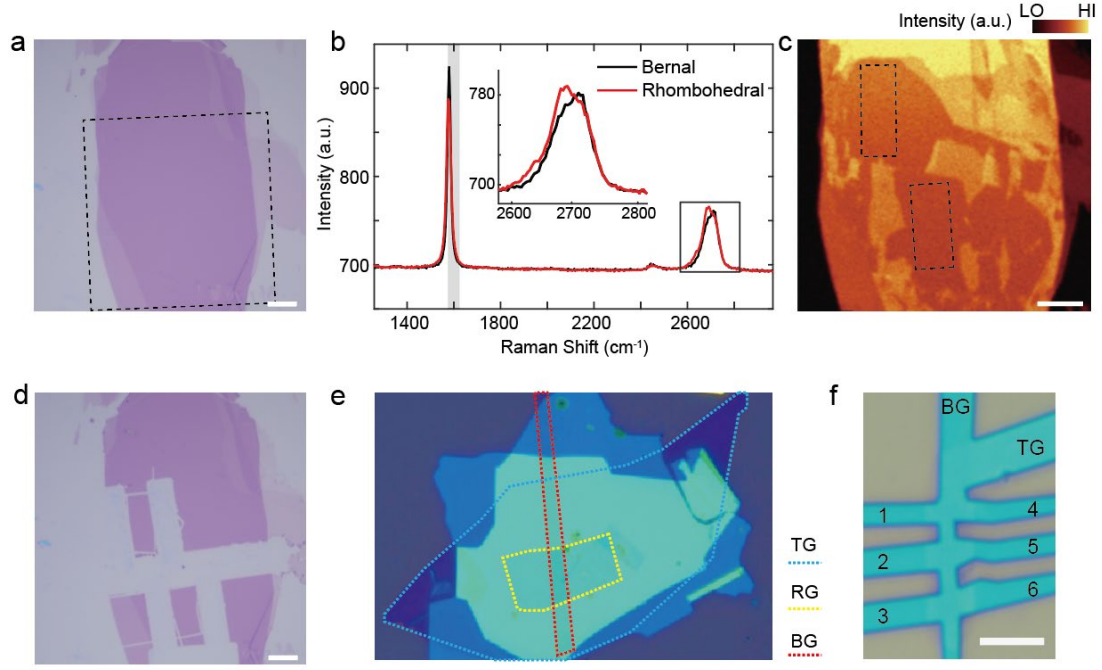 Intensity (a.u.) LO HI
a
b
c
Intensity (a.u.)
900
800
700
780
700
2600 2700 2800
Bernal
Rhombohedral
1400 1800 2200 2600
Raman Shift (cm⁻¹)
d
e
f
TG
RG
BG
BG
TG
1
2
3
4
5
6